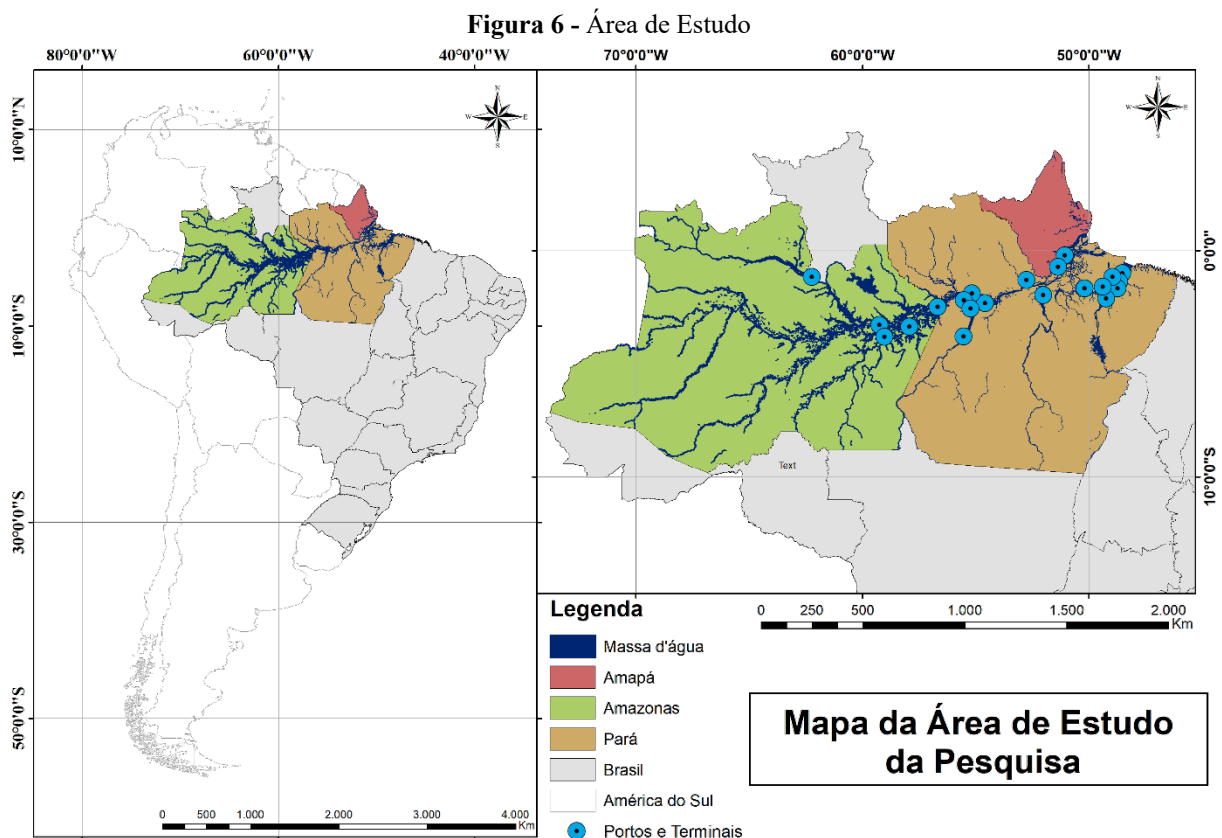 Figura 6 - Área de Estudo
80°0'0"W 60°0'0"W 40°0'0"W
70°0'0"W 60°0'0"W 50°0'0"W
N
W E
S
N
W E
S
10°0'0"N
10°0'0"S
30°0'0"S
50°0'0"S
0°0'0"
10°0'0"S
Text
0 500 1.000 2.000 3.000 4.000
Km
Legenda
Massa d'água
Amapá
Amazonas
Pará
Brasil
América do Sul
Portos e Terminais
0 250 500 1.000 1.500 2.000
Km
Mapa da Área de Estudo
da Pesquisa